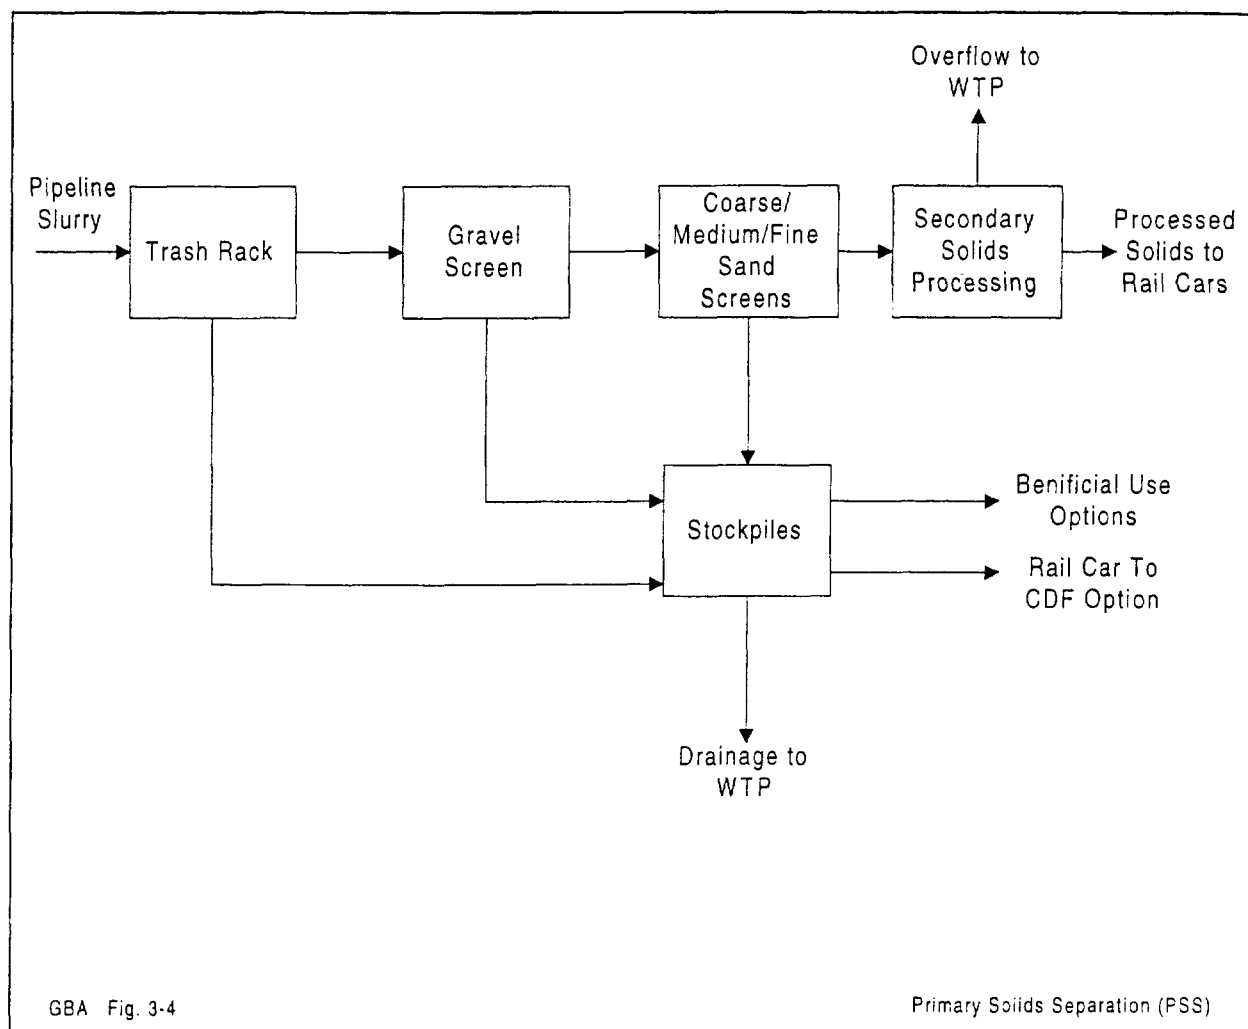 Overflow to
WTP
Pipeline
Slurry
Trash Rack
Gravel
Screen
Coarse/
Medium/Fine
Sand
Screens
Secondary
Solids
Processing
Processed
Solids to
Rail Cars
Stockpiles
Benificial Use
Options
Rail Car To
CDF Option
Drainage to
WTP
GBA Fig. 3-4
Primary Solids Separation (PSS)